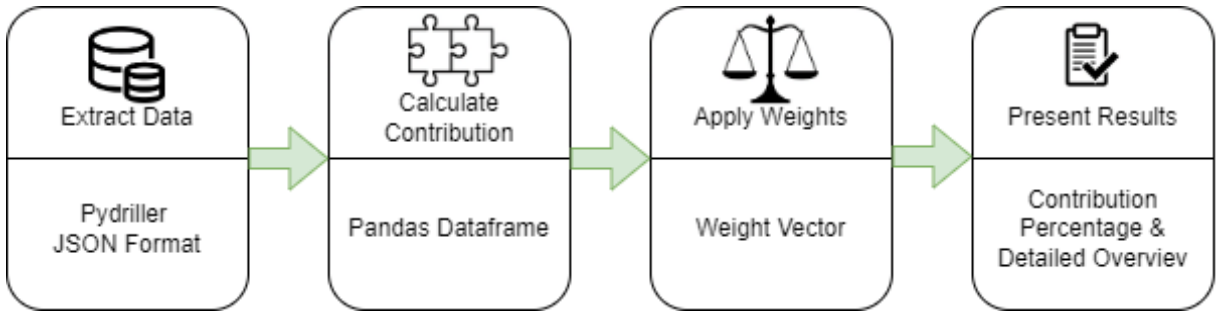 Extract Data
Pydriller
JSON Format
Calculate
Contribution
Pandas Dataframe
Apply Weights
Weight Vector
Present Results
Contribution
Percentage &
Detailed Overviev